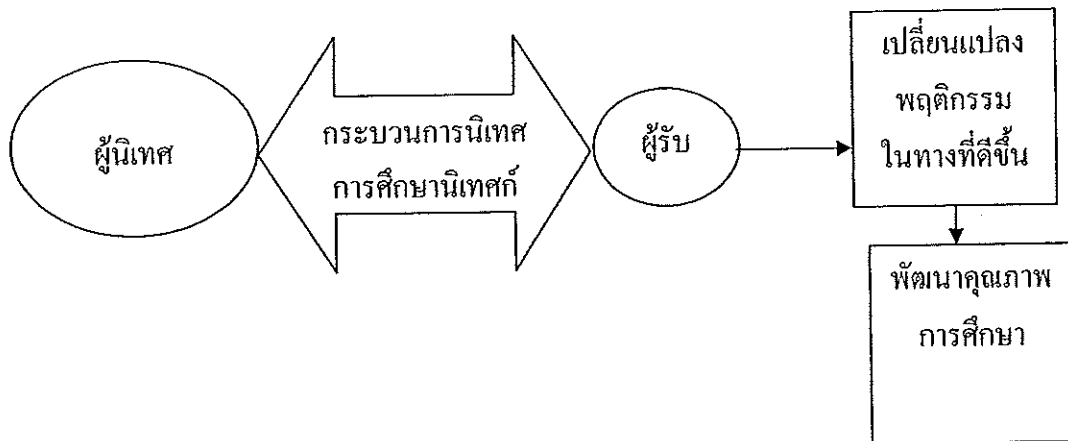 ผู้นิเทศ
กระบวนการนิเทศ
การศึกษานิเทศก์
ผู้รับ
เปลี่ยนแปลง
พฤติกรรม
ในทางที่ดีขึ้น
พัฒนาคุณภาพ
การศึกษา